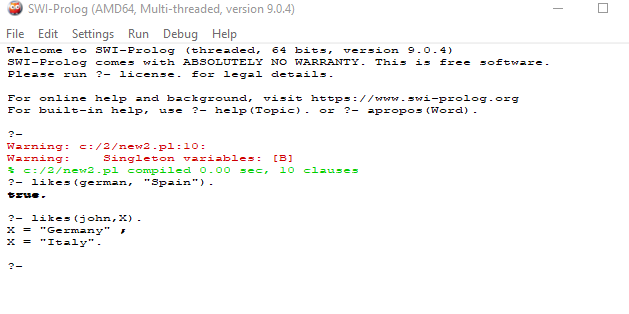 SWI-Prolog (AMD64, Multi-threaded, version 9.0.4)
File Edit Settings Run Debug Help
Welcome to SWI-Prolog (threaded, 64 bits, version 9.0.4)
SWI-Prolog comes with ABSOLUTELY NO WARRANTY. This is free software.
Please run ?- license. for legal details.
For online help and background, visit https://www.swi-prolog.org
For built-in help, use ?- help(Topic). or ?- apropos(Word).
?-
Warning: c:/2/new2.pl:10:
Warning:    Singleton variables: [B]
% c:/2/new2.pl compiled 0.00 sec, 10 clauses
?- likes(german, "Spain").
true.
?- likes(john,X).
X = "Germany" ;
X = "Italy".
?-